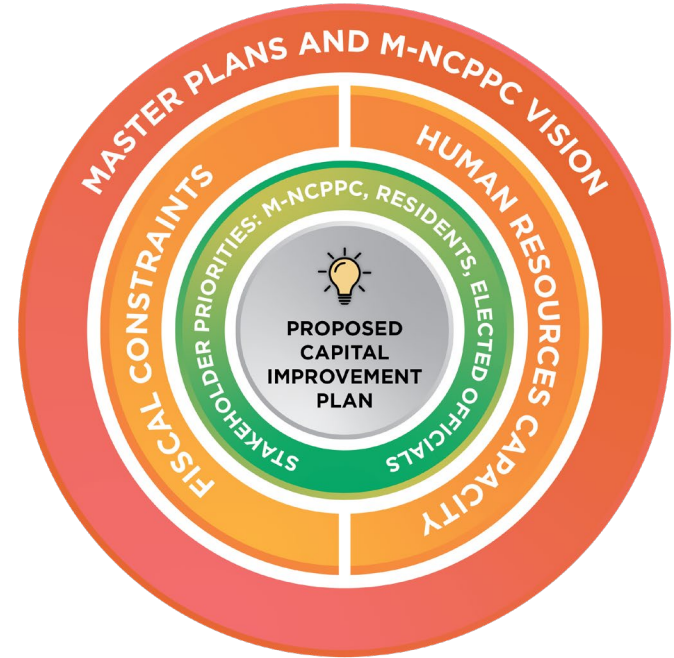 MASTER PLANS AND M-NCPPC VISION
FISCAL CONSTRAINTS
HUMAN RESOURCES CAPACITY
STAKEHOLDER PRIORITIES: M-NCPPC, RESIDENTS, ELECTED OFFICIALS
PROPOSED
CAPITAL
IMPROVEMENT
PLAN